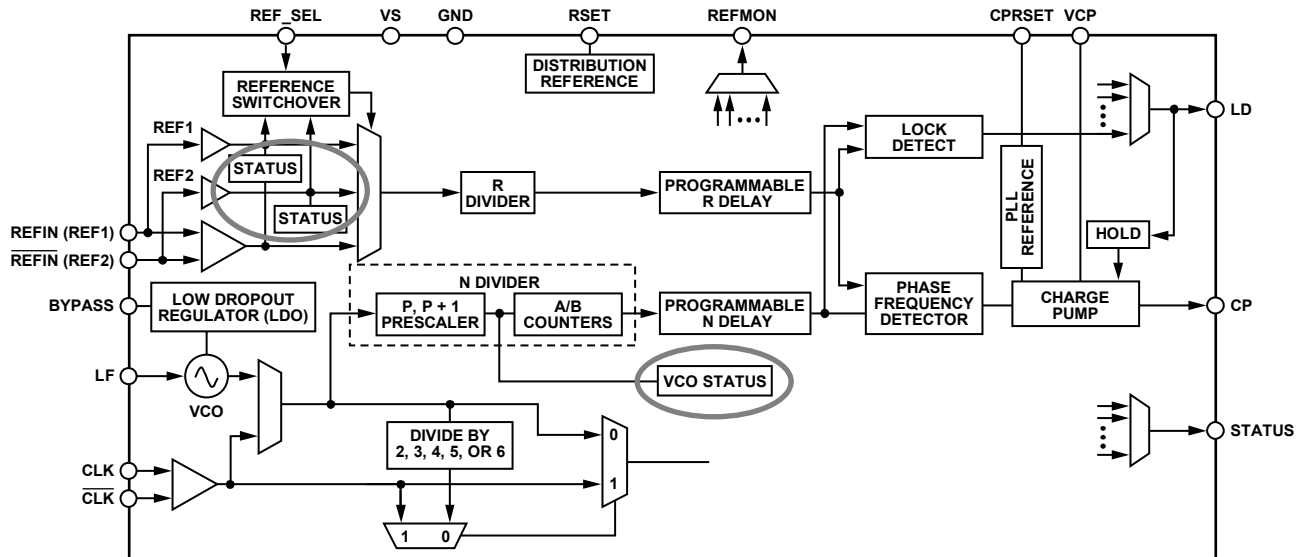 REF_SEL
VS
GND
RSET
REFMON
CPRSET
VCP
DISTRIBUTION
REFERENCE
REFERENCE
SWITCHOVER
REF1
STATUS
REF2
STATUS
R
DIVIDER
PROGRAMMABLE
R DELAY
LOCK
DETECT
LD
PLL
REFERENCE
HOLD
REFIN (REF1)
REFIN (REF2)
BYPASS
LOW DROPOUT
REGULATOR (LDO)
N DIVIDER
P, P + 1
PRESCALER
A/B
COUNTERS
PROGRAMMABLE
N DELAY
PHASE
FREQUENCY
DETECTOR
CHARGE
PUMP
CP
LF
VCO
VCO STATUS
STATUS
DIVIDE BY
2, 3, 4, 5, OR 6
0
1
CLK
CLK
1 0